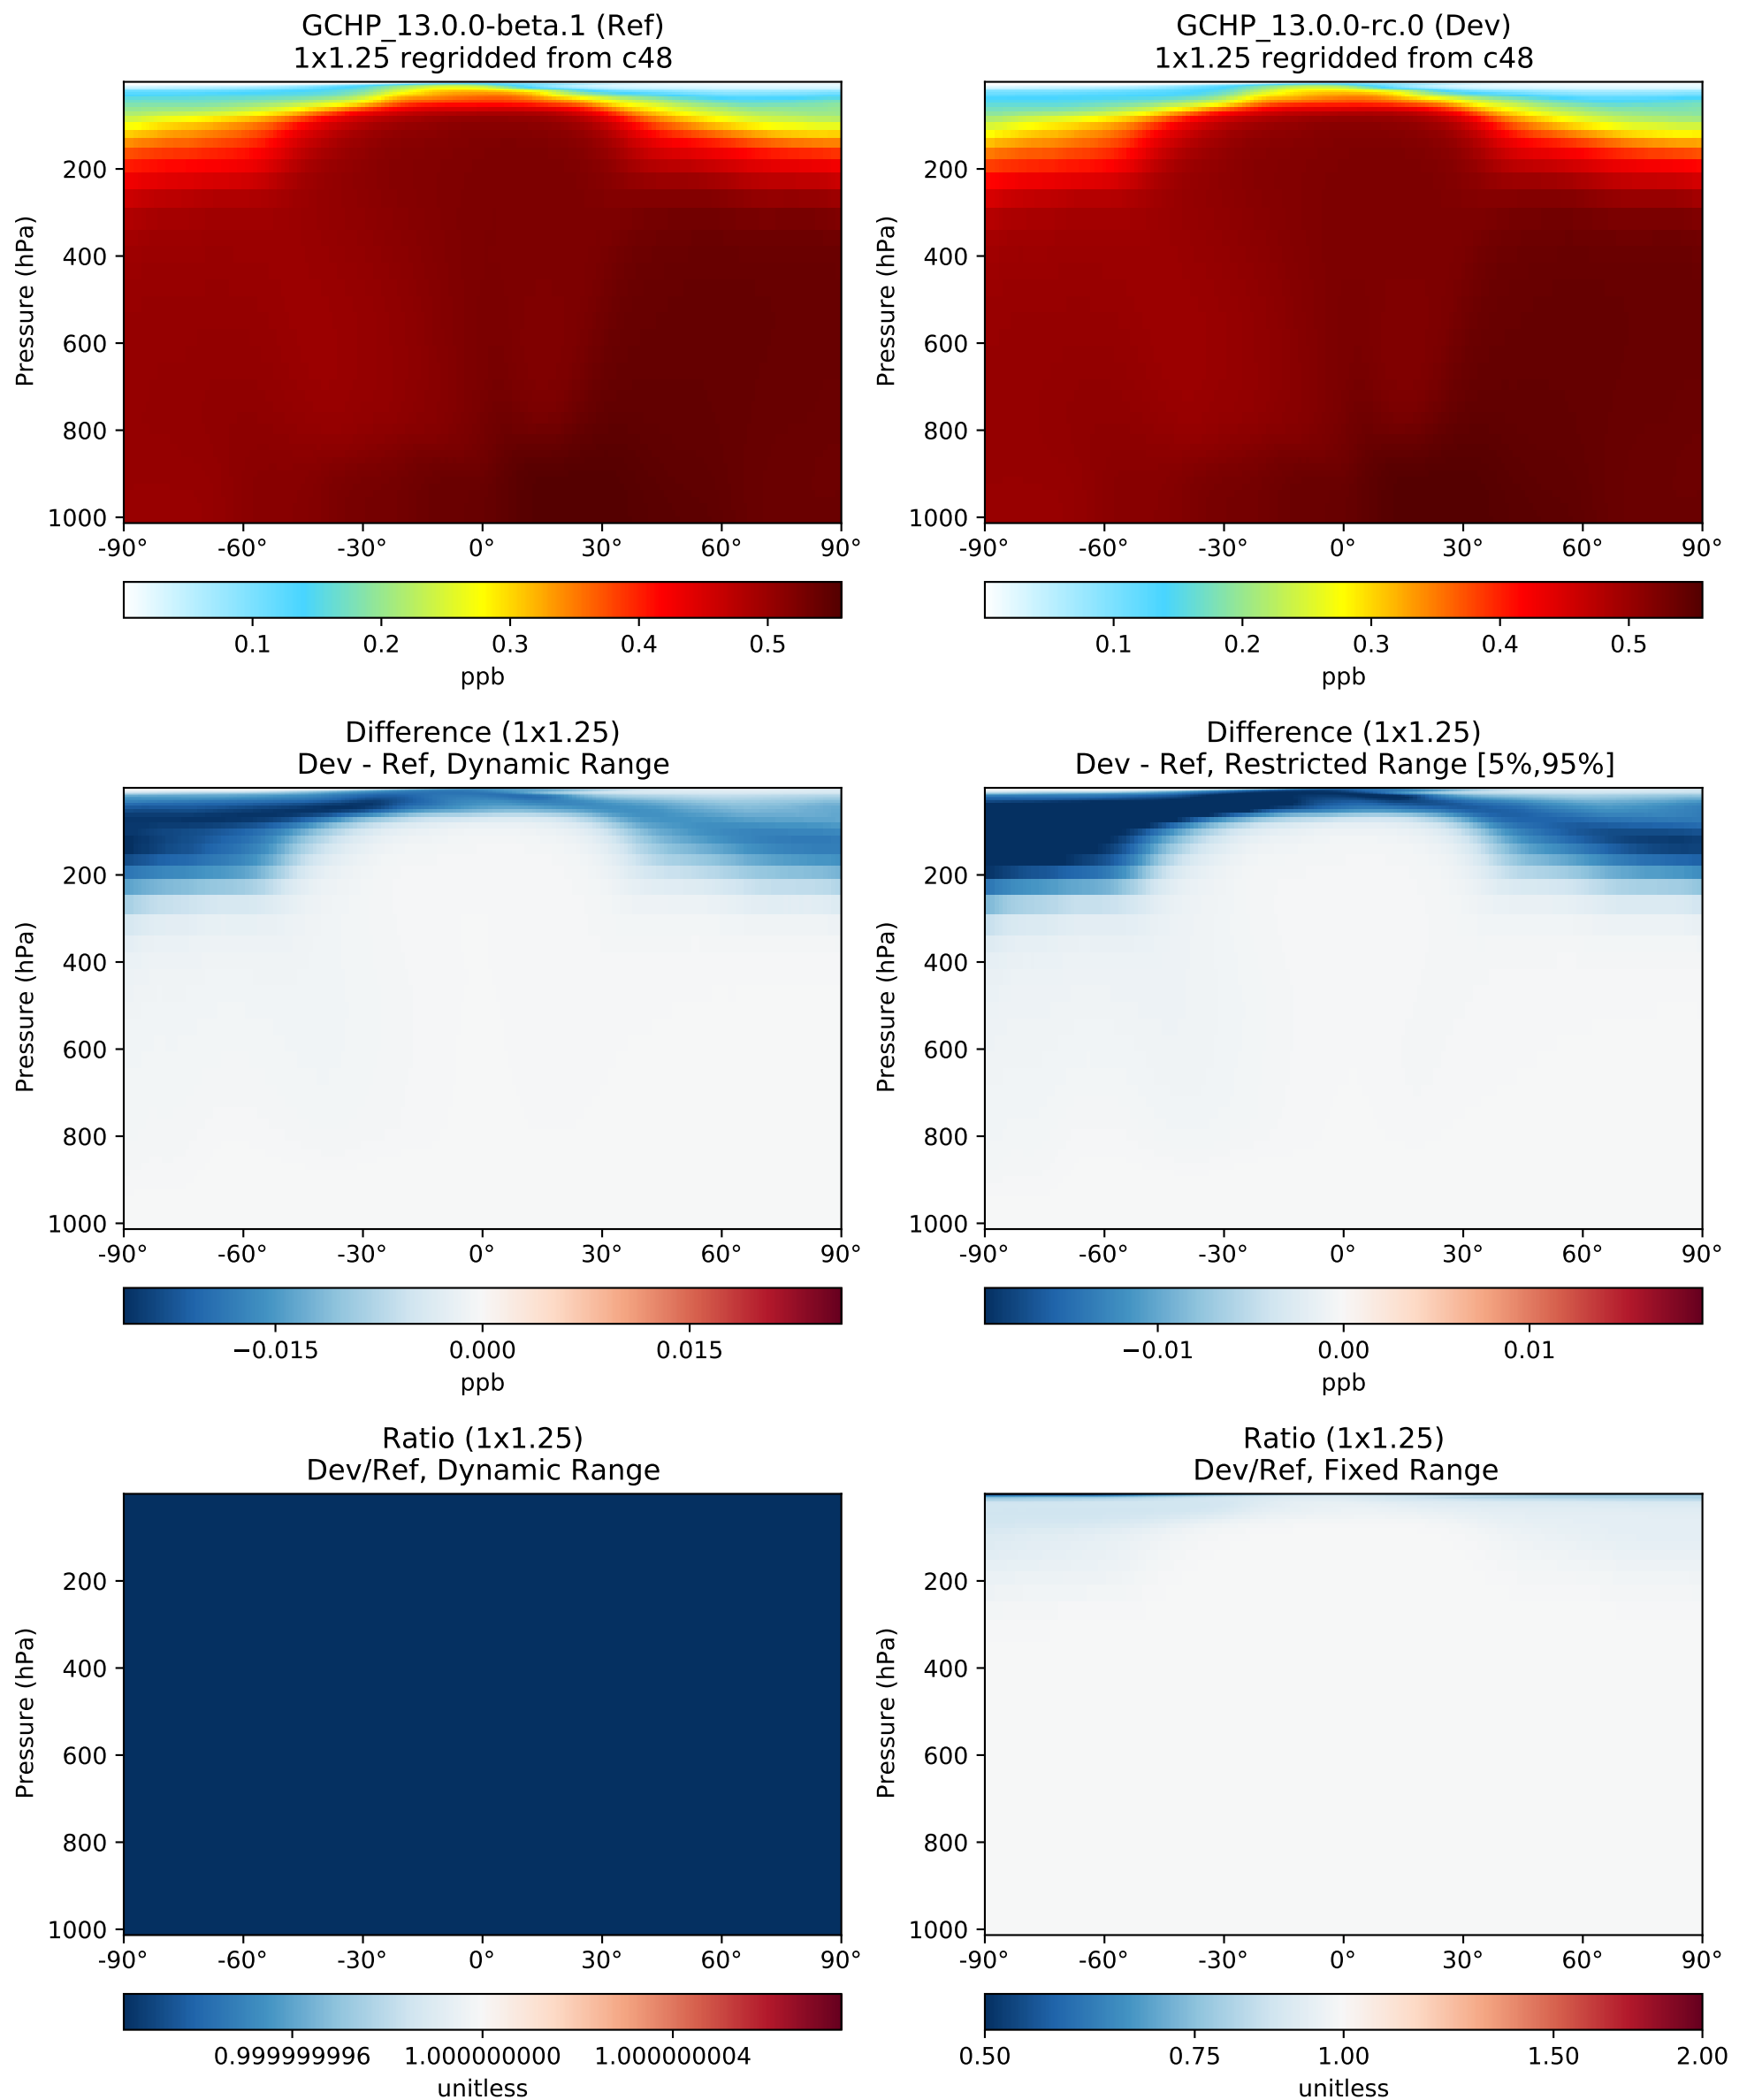 GCHP_13.0.0-beta.1 (Ref)
1x1.25 regridded from c48
Pressure (hPa)
200
400
600
800
1000
-90° -60° -30° 0° 30° 60° 90°
0.1 0.2 0.3 0.4 0.5
ppb
GCHP_13.0.0-rc.0 (Dev)
1x1.25 regridded from c48
Pressure (hPa)
200
400
600
800
1000
-90° -60° -30° 0° 30° 60° 90°
0.1 0.2 0.3 0.4 0.5
ppb
Difference (1x1.25)
Dev - Ref, Dynamic Range
Pressure (hPa)
200
400
600
800
1000
-90° -60° -30° 0° 30° 60° 90°
−0.015 0.000 0.015
ppb
Difference (1x1.25)
Dev - Ref, Restricted Range [5%,95%]
Pressure (hPa)
200
400
600
800
1000
-90° -60° -30° 0° 30° 60° 90°
−0.01 0.00 0.01
ppb
Ratio (1x1.25)
Dev/Ref, Dynamic Range
Pressure (hPa)
200
400
600
800
1000
-90° -60° -30° 0° 30° 60° 90°
0.999999996 1.000000000 1.000000004
unitless
Ratio (1x1.25)
Dev/Ref, Fixed Range
Pressure (hPa)
200
400
600
800
1000
-90° -60° -30° 0° 30° 60° 90°
0.50 0.75 1.00 1.50 2.00
unitless